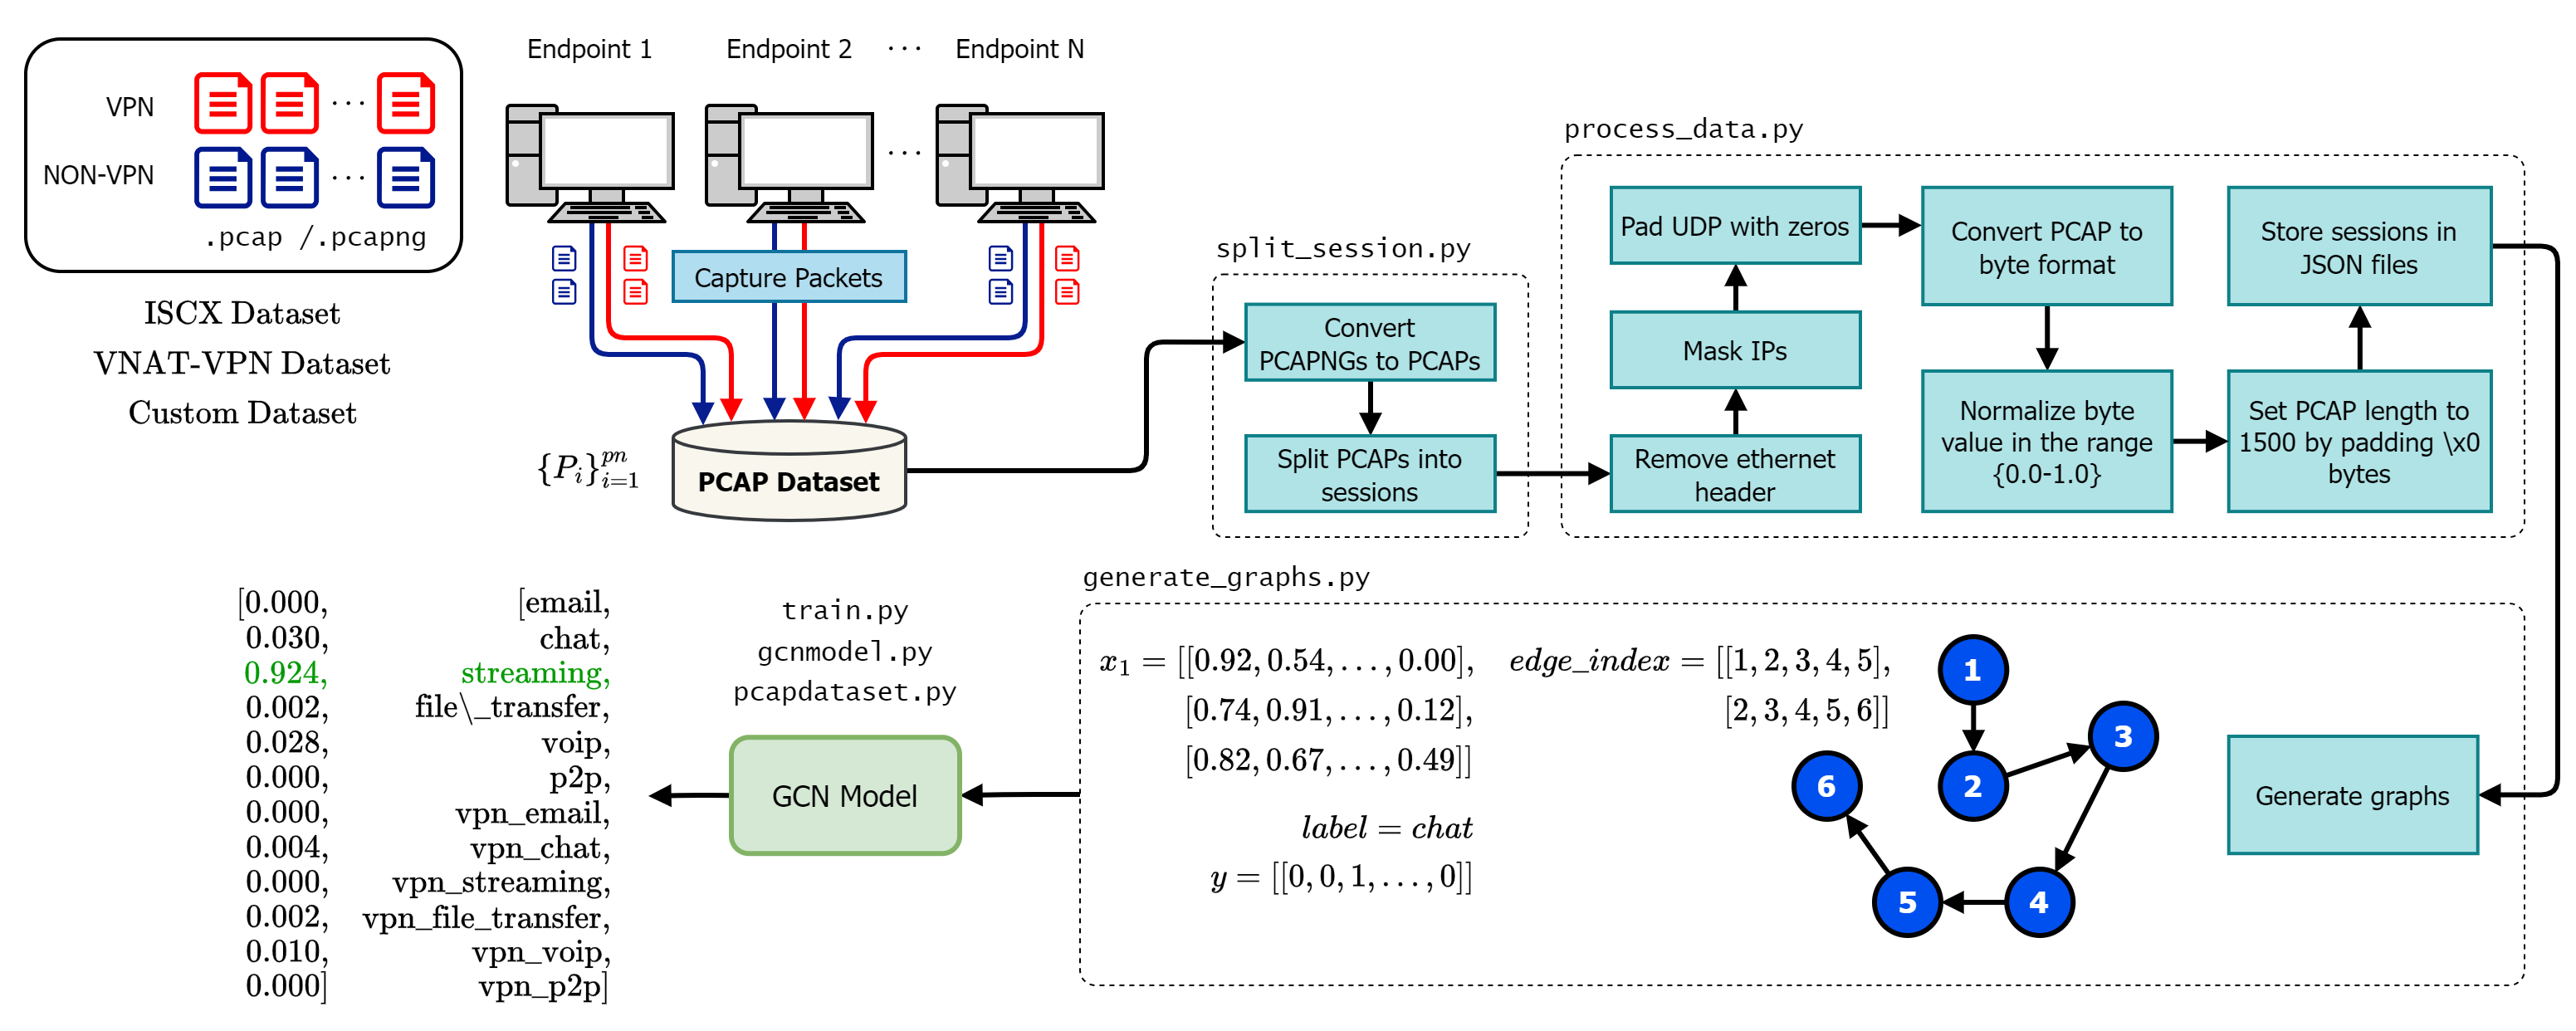 VPN
NON-VPN
.pcap /.pcapng
ISCX Dataset
VNAT-VPN Dataset
Custom Dataset
Endpoint 1
Endpoint 2
···
Endpoint N
···
Capture Packets
{P_i}_{i=1}^{pn}
PCAP Dataset
split_session.py
Convert
PCAPNGs to PCAPs
Split PCAPs into
sessions
process_data.py
Remove ethernet
header
Mask IPs
Pad UDP with zeros
Convert PCAP to
byte format
Normalize byte
value in the range
{0.0-1.0}
Set PCAP length to
1500 by padding \x0
bytes
Store sessions in
JSON files
generate_graphs.py
Generate graphs
1
2
3
4
5
6
edge_index = [[1, 2, 3, 4, 5],
[2, 3, 4, 5, 6]]
x_1 = [[0.92, 0.54, . . . , 0.00],
[0.74, 0.91, . . . , 0.12],
[0.82, 0.67, . . . , 0.49]]
label = chat
y = [[0, 0, 1, . . . , 0]]
train.py
gcnmodel.py
pcapdataset.py
GCN Model
[0.000, [email,
0.030, chat,
0.924, streaming,
0.002, file\_transfer,
0.028, voip,
0.000, p2p,
0.000, vpn_email,
0.004, vpn_chat,
0.000, vpn_streaming,
0.002, vpn_file_transfer,
0.010, vpn_voip,
0.000] vpn_p2p]